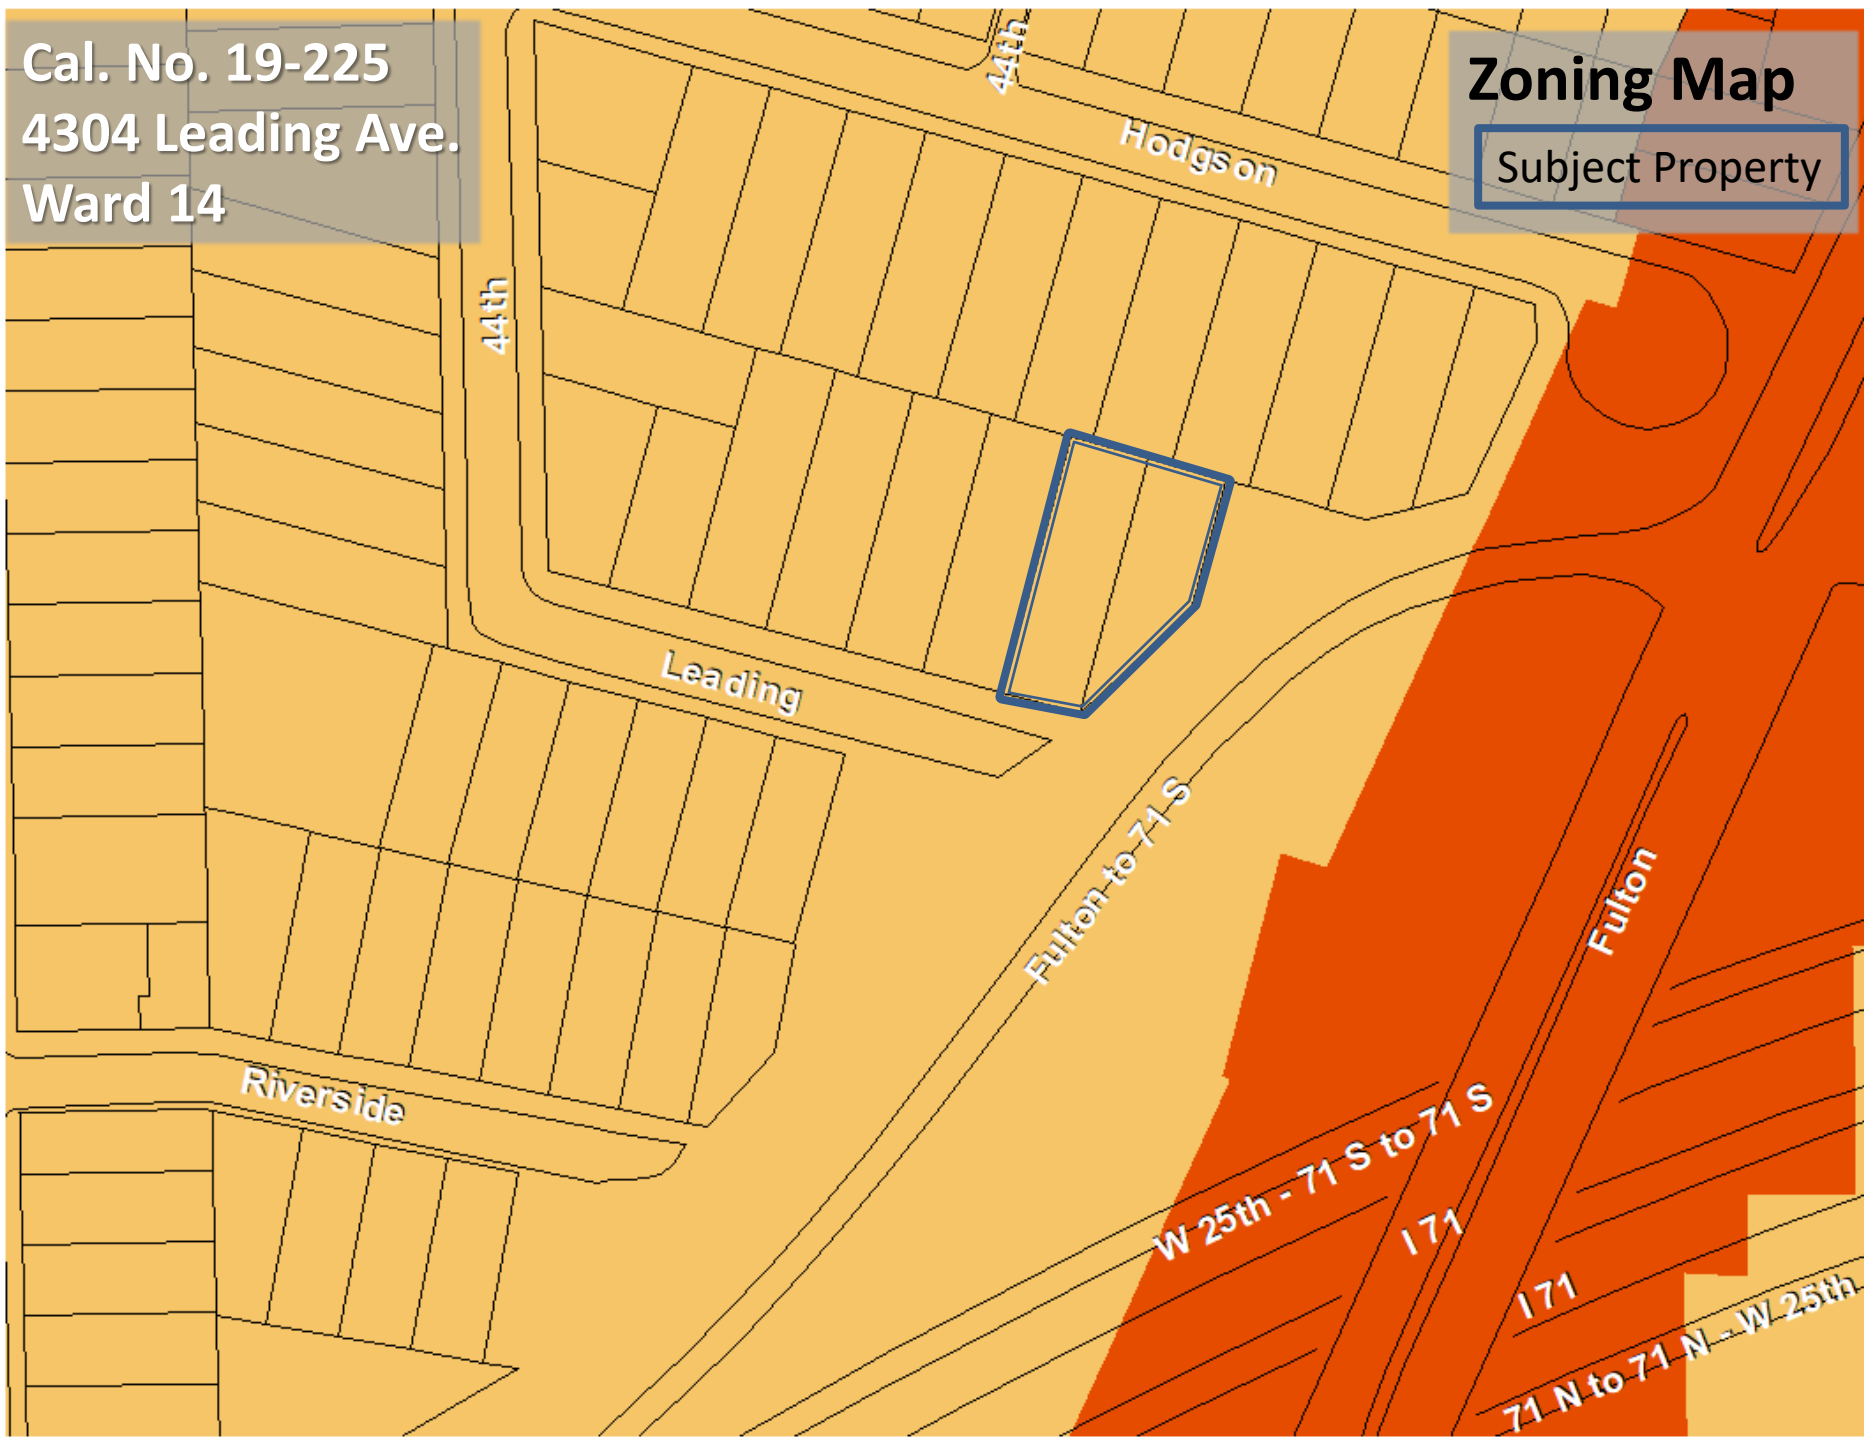 Cal. No. 19-225
4304 Leading Ave.
Ward 14
Zoning Map
Subject Property
44th
Hodgson
44th
Leading
Fulton to 71 S
Fulton
Riverside
W 25th - 71 S to 71 S
I 71
I 71
71 N to 71 N - W 25th